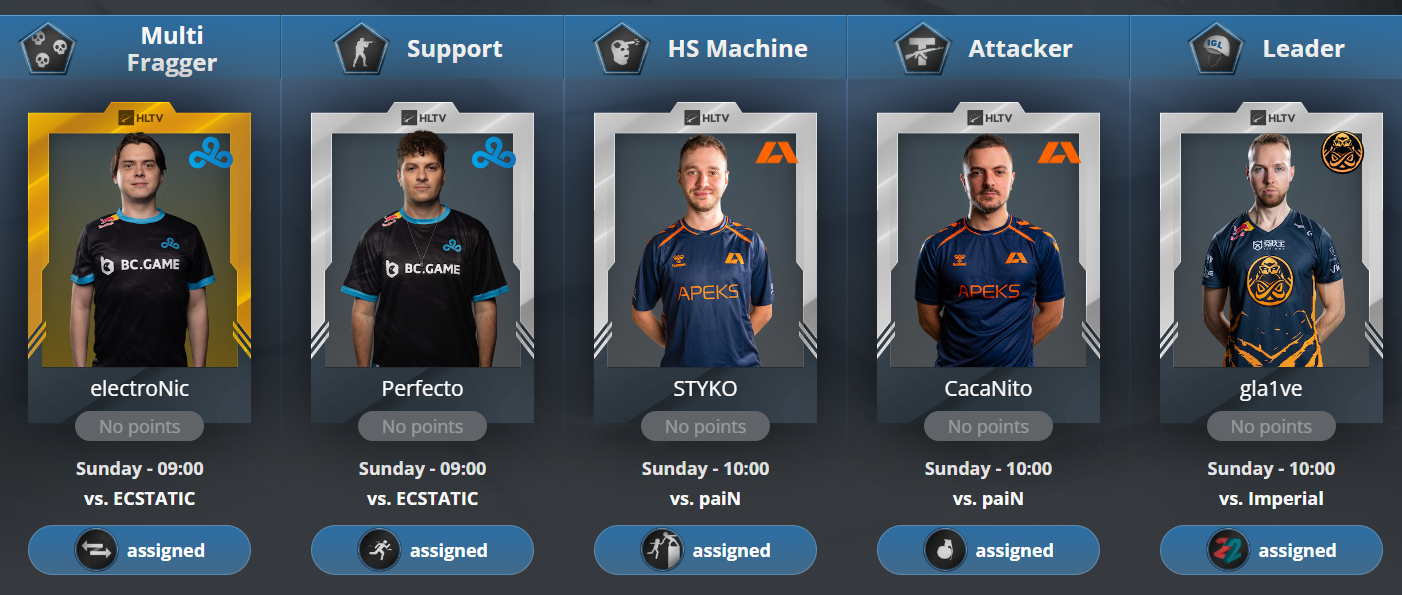 Multi
Fragger
Support
HS Machine
Attacker
IGL
Leader
HLTV
HLTV
HLTV
HLTV
HLTV
BC.GAME
BC.GAME
APEKS
APEKS
electroNic
Perfecto
STYKO
CacaNito
gla1ve
No points
No points
No points
No points
No points
Sunday - 09:00
Sunday - 09:00
Sunday - 10:00
Sunday - 10:00
Sunday - 10:00
vs. ECSTATIC
vs. ECSTATIC
vs. paiN
vs. paiN
vs. Imperial
assigned
assigned
assigned
assigned
22 assigned